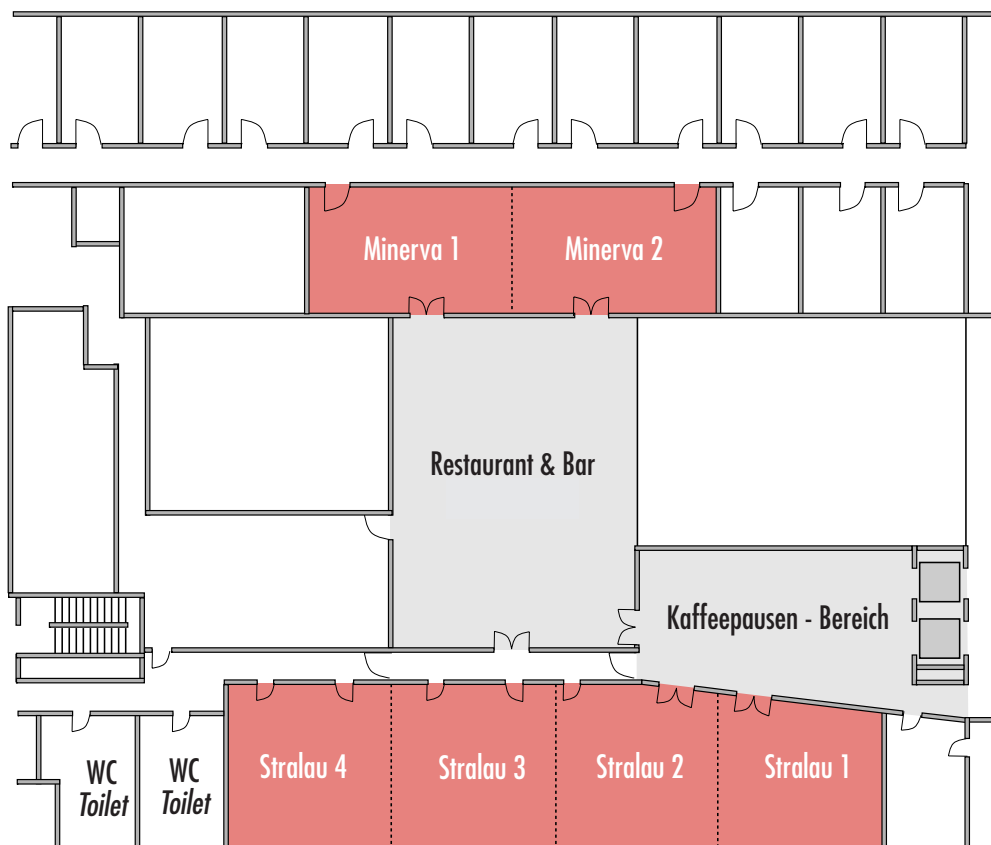 Minerva 1
Minerva 2
Restaurant & Bar
Kaffeepausen - Bereich
WC
Toilet
WC
Toilet
Stralau 4
Stralau 3
Stralau 2
Stralau 1